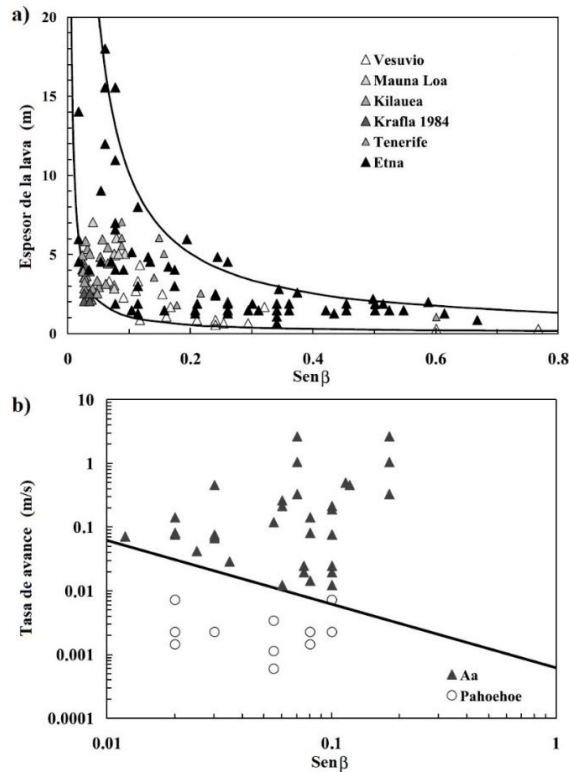 a)
20
15
10
5
0
Espesor de la lava (m)
Vesuvio
Mauna Loa
Kilauea
Krafla 1984
Tenerife
Etna
0 0.2 0.4 0.6 0.8
Sen β
b)
10
1
0.1
0.01
0.001
0.0001
Tasa de avance (m/s)
Aa
Pahoehoe
0.01 0.1 1
Sen β